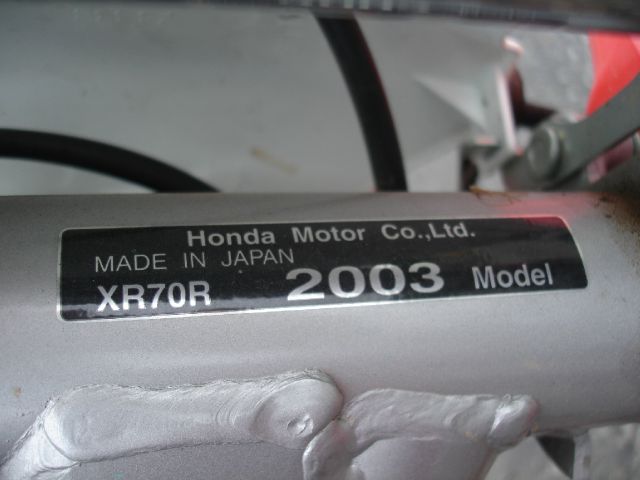 Honda Motor Co.,Ltd.
MADE IN JAPAN
XR70R 2003 Model